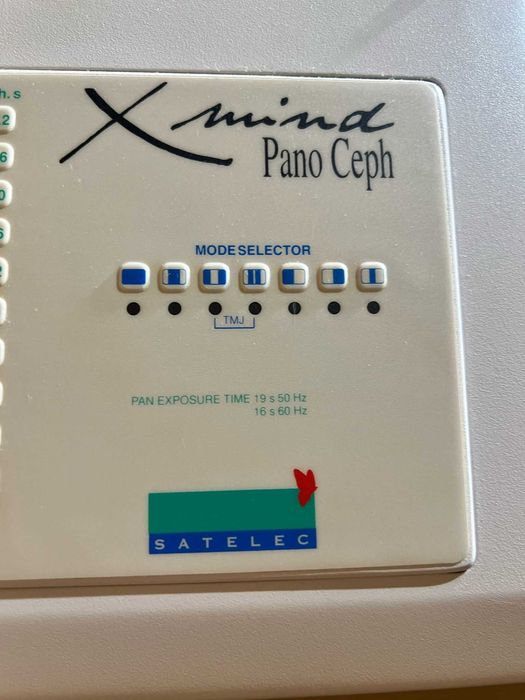 h. s
X mind
Pano Ceph
MODE SELECTOR
TMJ
PAN EXPOSURE TIME 19 s 50 Hz
16 s 60 Hz
SATELEC